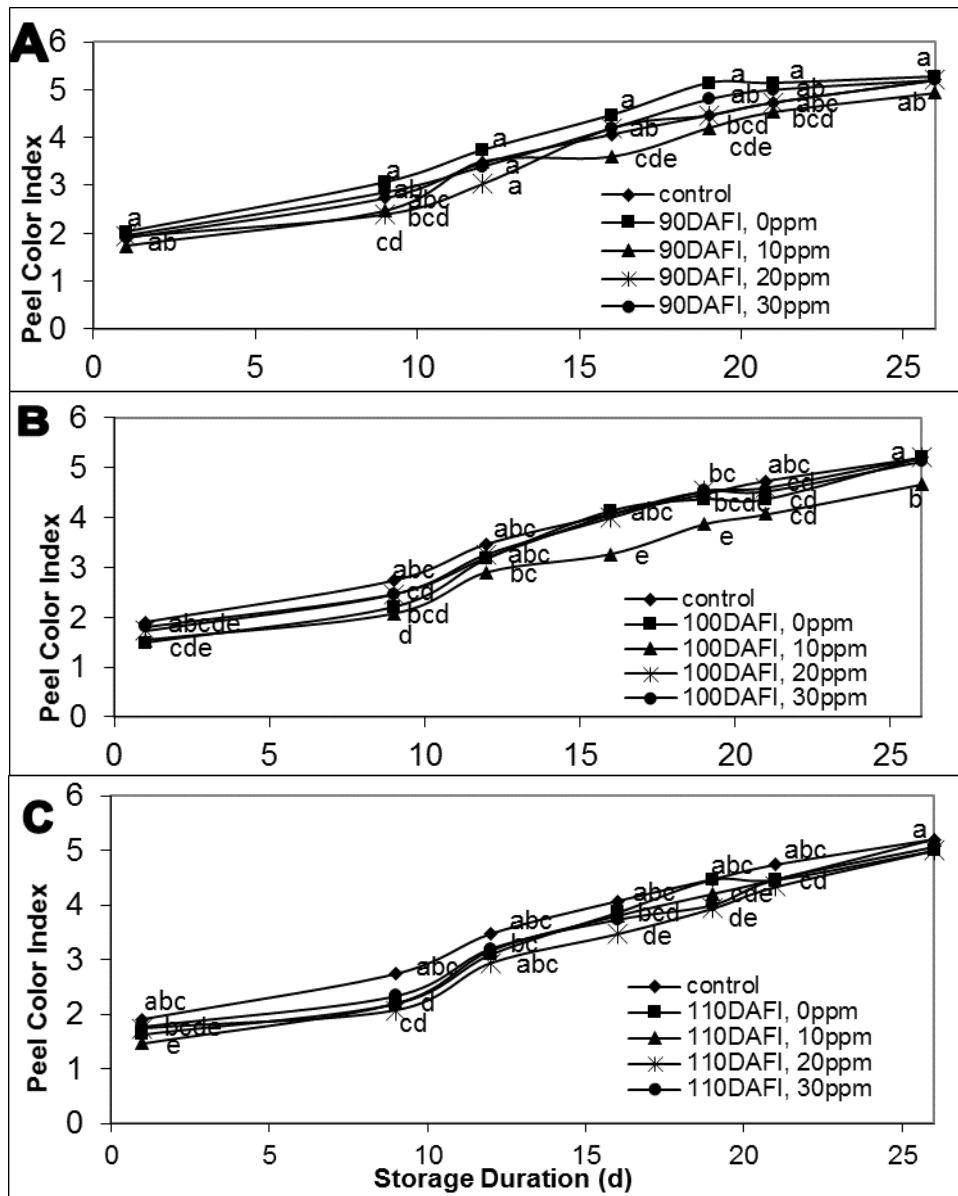 A
6
5
4
3
2
1
0
Peel Color Index
a
ab
a
ab
abc
bcd
cd
a
a
a
a
ab
cde
a
ab
bcd
cde
a
ab
abc
bcd
a
ab
control
90DAFI, 0ppm
90DAFI, 10ppm
90DAFI, 20ppm
90DAFI, 30ppm
0 5 10 15 20 25
B
6
5
4
3
2
1
0
Peel Color Index
abcde
cde
abc
cd
bcd
d
abc
abc
bc
abc
e
bc
bcde
e
abc
cd
cd
cd
a
b
control
100DAFI, 0ppm
100DAFI, 10ppm
100DAFI, 20ppm
100DAFI, 30ppm
0 5 10 15 20 25
C
6
5
4
3
2
1
0
Peel Color Index
abc
bcde
e
abc
d
cd
abc
bc
abc
abc
bcd
de
abc
cde
de
abc
cd
a
control
110DAFI, 0ppm
110DAFI, 10ppm
110DAFI, 20ppm
110DAFI, 30ppm
0 5 10 15 20 25
Storage Duration (d)